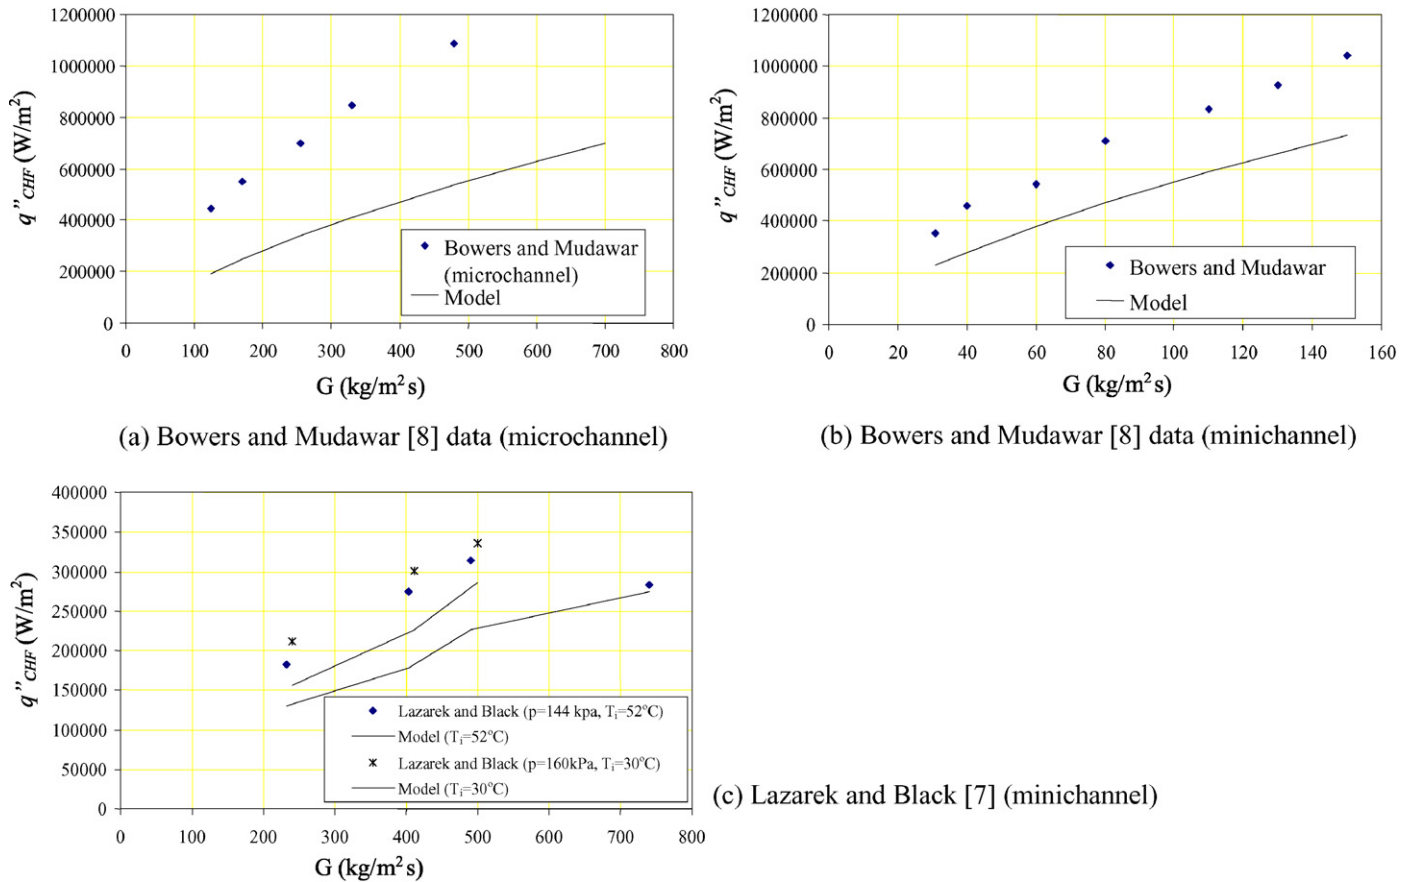 1200000
1000000
800000
600000
400000
200000
0
q"CHF (W/m²)
Bowers and Mudawar
(microchannel)
Model
0 100 200 300 400 500 600 700 800
G (kg/m²s)
(a) Bowers and Mudawar [8] data (microchannel)
1200000
1000000
800000
600000
400000
200000
0
q"CHF (W/m²)
Bowers and Mudawar
Model
0 20 40 60 80 100 120 140 160
G (kg/m²s)
(b) Bowers and Mudawar [8] data (minichannel)
400000
350000
300000
250000
200000
150000
100000
50000
0
q"CHF (W/m²)
Lazarek and Black (p=144 kpa, Ti=52°C)
Model (Ti=52°C)
Lazarek and Black (p=160kPa, Ti=30°C)
Model (Ti=30°C)
0 100 200 300 400 500 600 700 800
G (kg/m²s)
(c) Lazarek and Black [7] (minichannel)